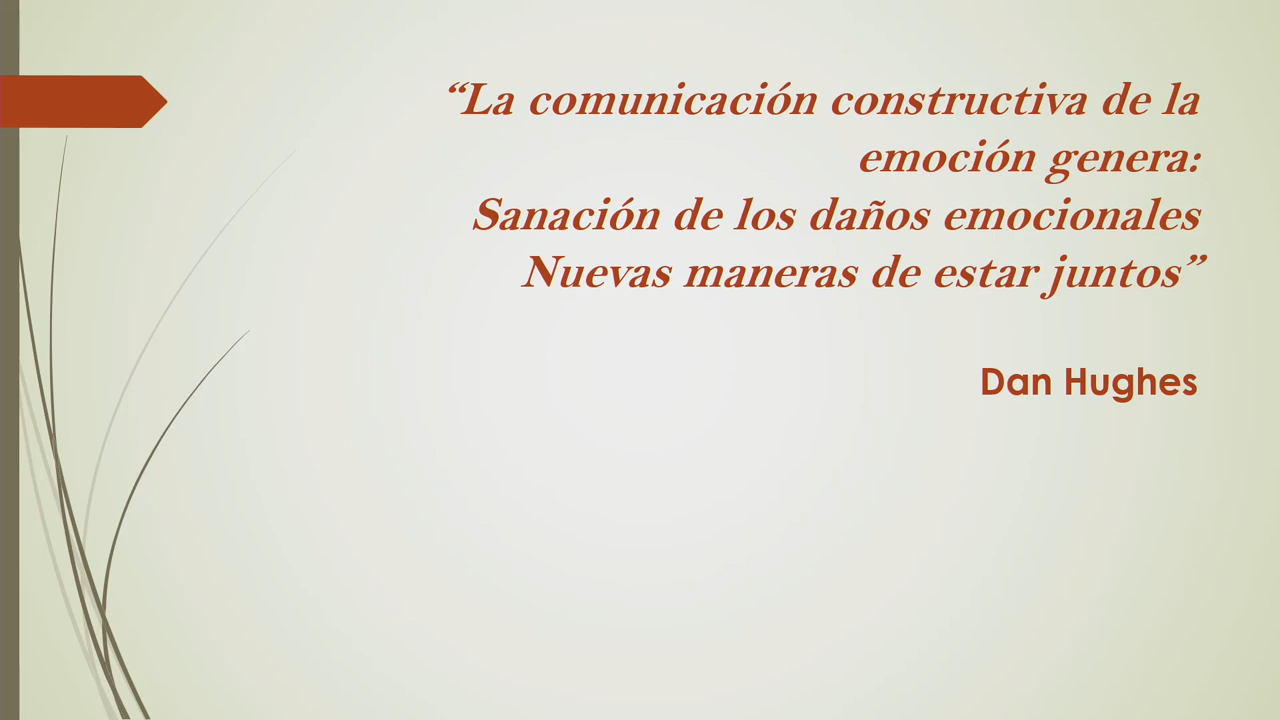 “La comunicación constructiva de la
emoción genera:
Sanación de los daños emocionales
Nuevas maneras de estar juntos”
Dan Hughes